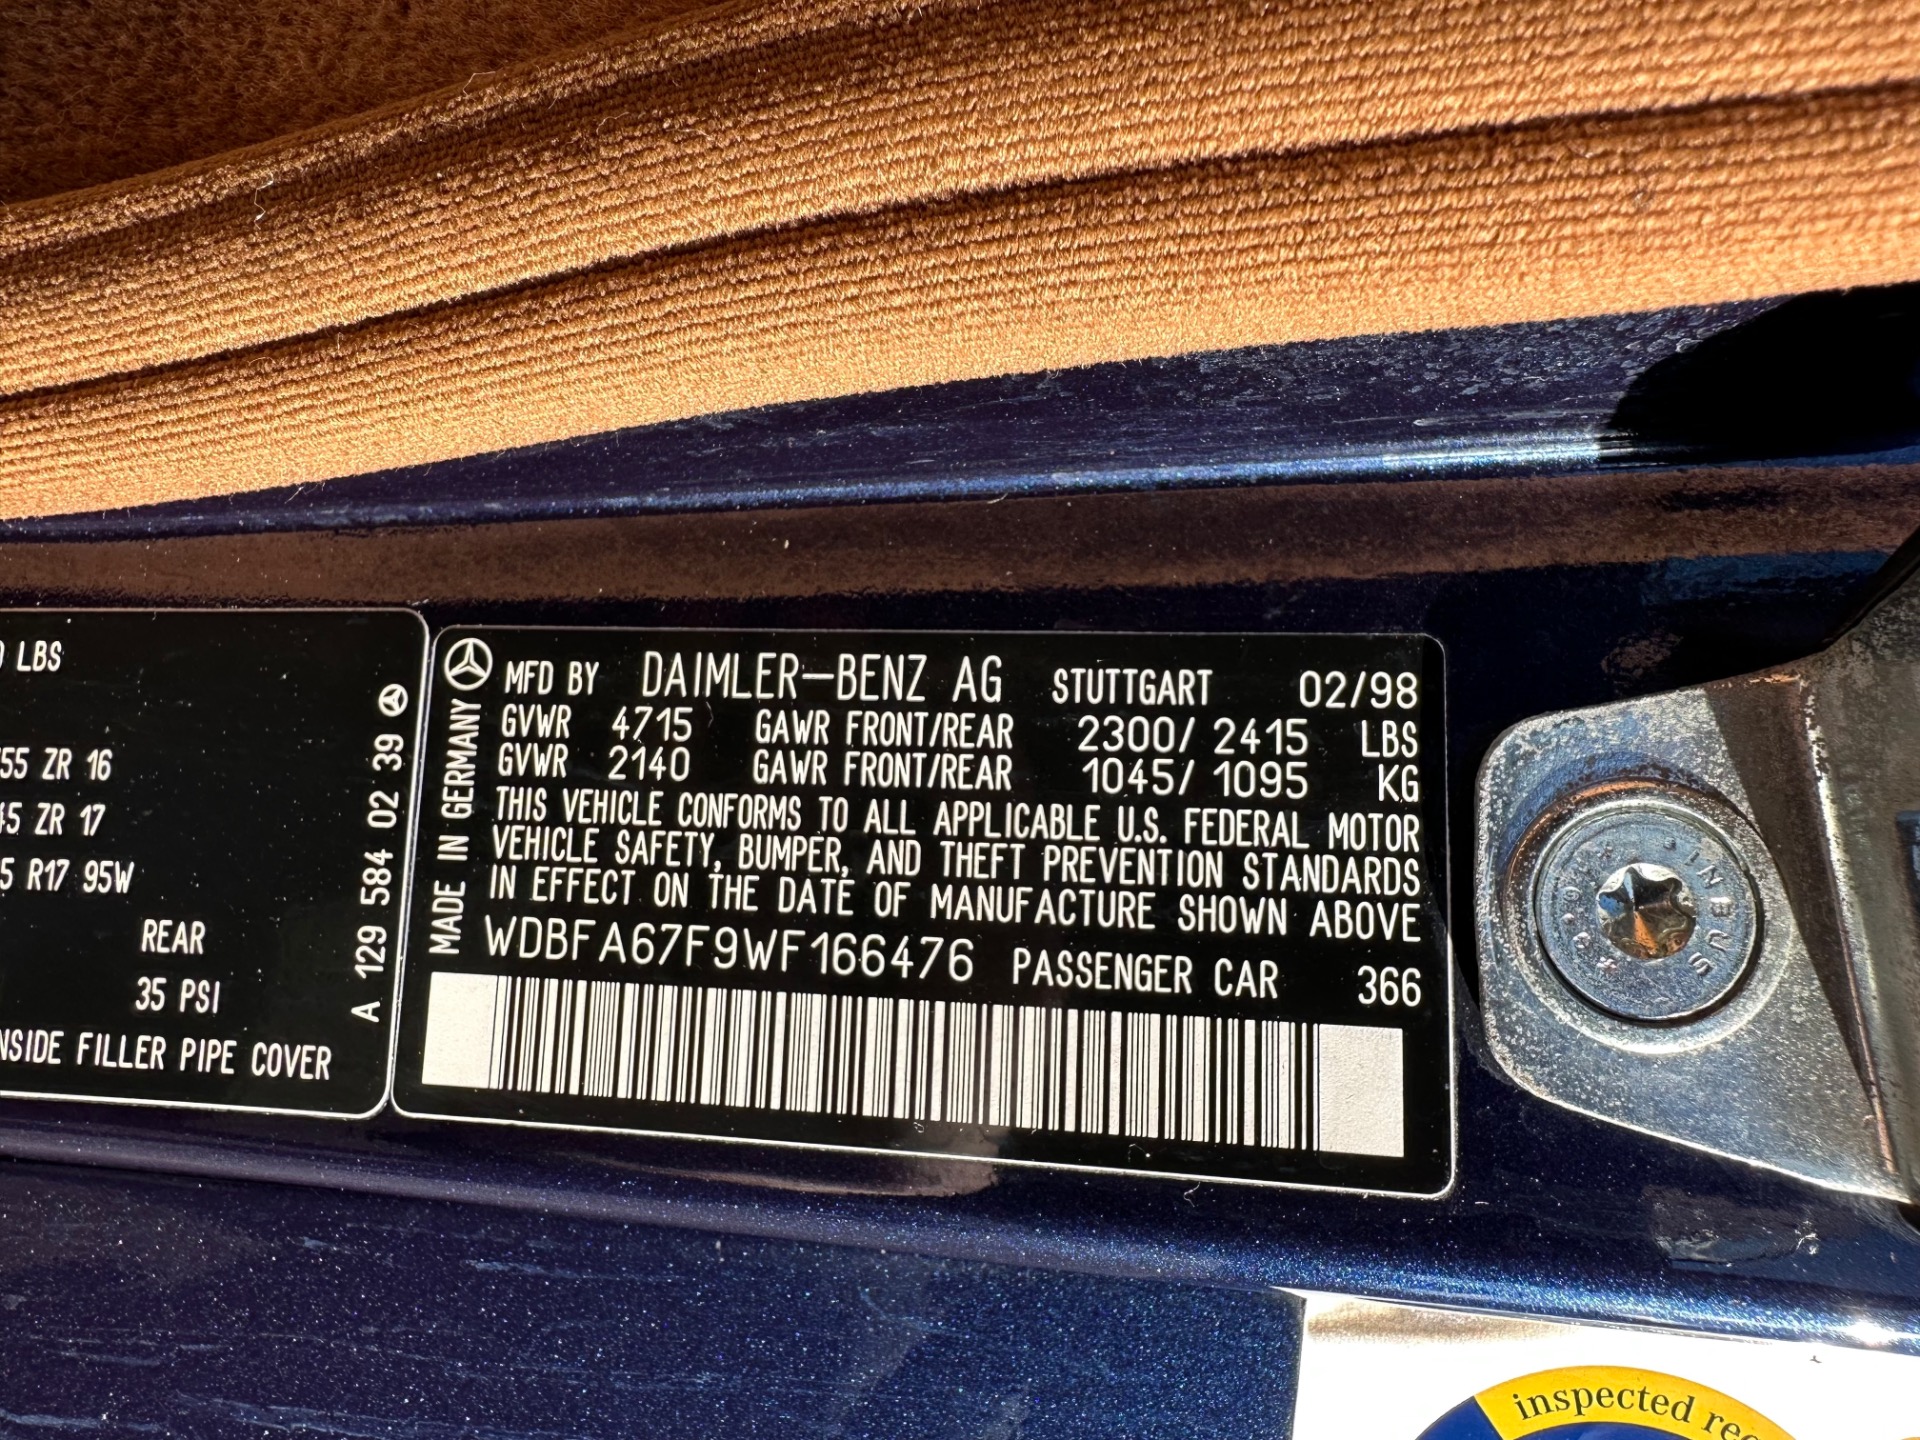 LBS
55 ZR 16
45 ZR 17
5 R17 95W
REAR
35 PSI
NSIDE FILLER PIPE COVER
A 129 584 02 39
MADE IN GERMANY
MFD BY DAIMLER-BENZ AG STUTTGART 02/98
GVWR 4715 GAWR FRONT/REAR 2300/ 2415 LBS
GVWR 2140 GAWR FRONT/REAR 1045/ 1095 KG
THIS VEHICLE CONFORMS TO ALL APPLICABLE U.S. FEDERAL MOTOR
VEHICLE SAFETY, BUMPER, AND THEFT PREVENTION STANDARDS
IN EFFECT ON THE DATE OF MANUFACTURE SHOWN ABOVE
WDBFA67F9WF166476 PASSENGER CAR 366
INBUS
inspected rec